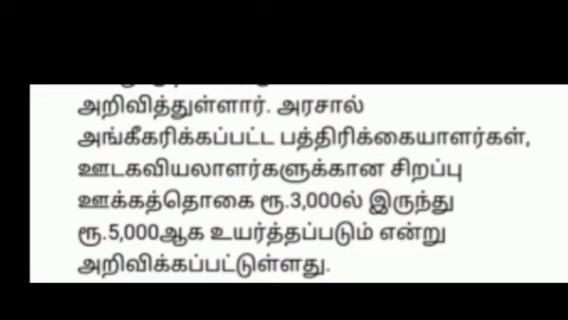 அறிவித்துள்ளார். அரசால்
அங்கீகரிக்கப்பட்ட பத்திரிக்கையாளர்கள்,
ஊடகவியலாளர்களுக்கான சிறப்பு
ஊக்கத்தொகை ரூ.3,000ல் இருந்து
ரூ.5,000ஆக உயர்த்தப்படும் என்று
அறிவிக்கப்பட்டுள்ளது.